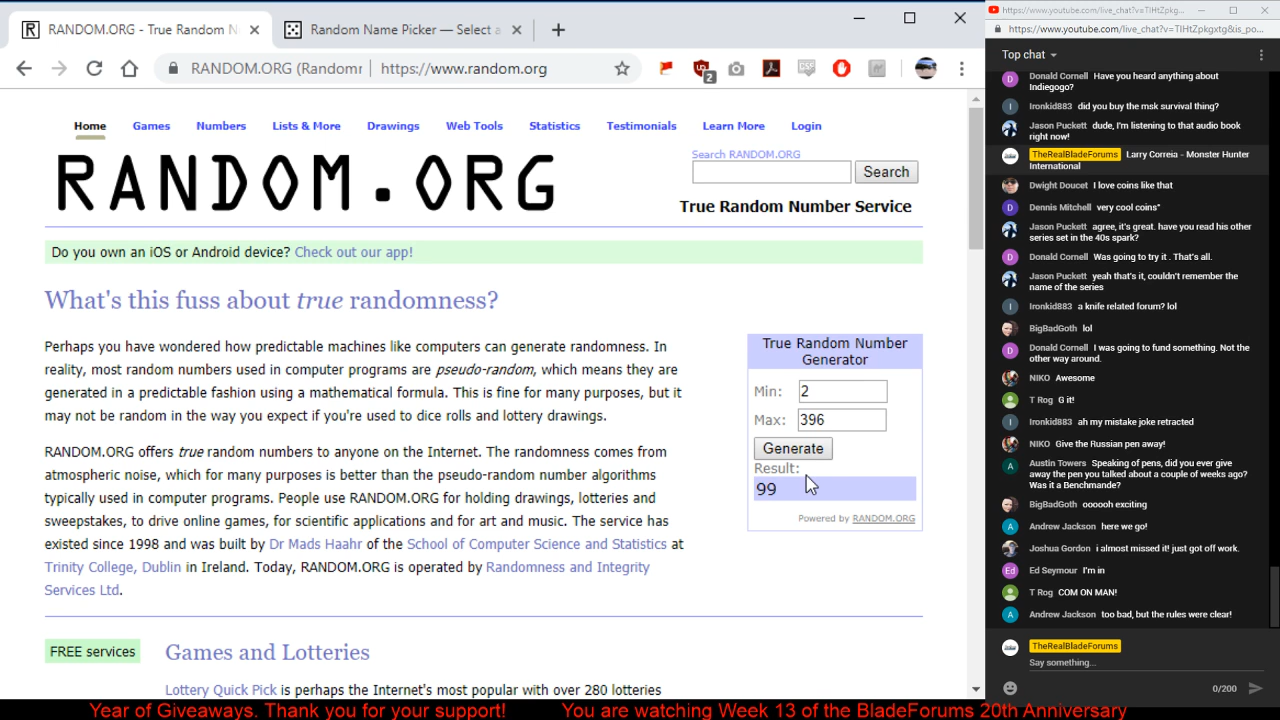 RANDOM.ORG - True Random N
Random Name Picker — Select a
RANDOM.ORG (Randomr | https://www.random.org
2
Home Games Numbers Lists & More Drawings Web Tools Statistics Testimonials Learn More Login
RANDOM.ORG
Search RANDOM.ORG
Search
True Random Number Service
Do you own an iOS or Android device? Check out our app!
What's this fuss about true randomness?
Perhaps you have wondered how predictable machines like computers can generate randomness. In
reality, most random numbers used in computer programs are pseudo-random, which means they are
generated in a predictable fashion using a mathematical formula. This is fine for many purposes, but it
may not be random in the way you expect if you're used to dice rolls and lottery drawings.
RANDOM.ORG offers true random numbers to anyone on the Internet. The randomness comes from
atmospheric noise, which for many purposes is better than the pseudo-random number algorithms
typically used in computer programs. People use RANDOM.ORG for holding drawings, lotteries and
sweepstakes, to drive online games, for scientific applications and for art and music. The service has
existed since 1998 and was built by Dr Mads Haahr of the School of Computer Science and Statistics at
Trinity College, Dublin in Ireland. Today, RANDOM.ORG is operated by Randomness and Integrity
Services Ltd.
True Random Number
Generator
Min: 2
Max: 396
Generate
Result:
99
Powered by RANDOM.ORG
FREE services
Games and Lotteries
Lottery Quick Pick is perhaps the Internet's most popular with over 280 lotteries
https://www.youtube.com/live_chat?v=TIHtZpkg...
https://www.youtube.com/live_chat?v=TIHtZpkgxtg&is_po...
Top chat
D Donald Cornell Have you heard anything about
Indiegogo?
I Ironkid883 did you buy the msk survival thing?
Jason Puckett dude, I'm listening to that audio book
right now!
TheRealBladeForums Larry Correia - Monster Hunter
International
Dwight Doucet I love coins like that
D Dennis Mitchell very cool coins*
Jason Puckett agree, it's great. have you read his other
series set in the 40s spark?
D Donald Cornell Was going to try it . That's all.
Jason Puckett yeah that's it, couldn't remember the
name of the series
I Ironkid883 a knife related forum? lol
BigBadGoth lol
D Donald Cornell I was going to fund something. Not the
other way around.
NIKO Awesome
T Rog G it!
I Ironkid883 ah my mistake joke retracted
NIKO Give the Russian pen away!
A Austin Towers Speaking of pens, did you ever give
away the pen you talked about a couple of weeks ago?
Was it a Benchmande?
BigBadGoth oooooh exciting
A Andrew Jackson here we go!
Joshua Gordon i almost missed it! just got off work.
Ed Ed Seymour I'm in
T Rog COM ON MAN!
A Andrew Jackson too bad, but the rules were clear!
TheRealBladeForums
Say something...
0/200
Year of Giveaways. Thank you for your support! You are watching Week 13 of the BladeForums 20th Anniversary